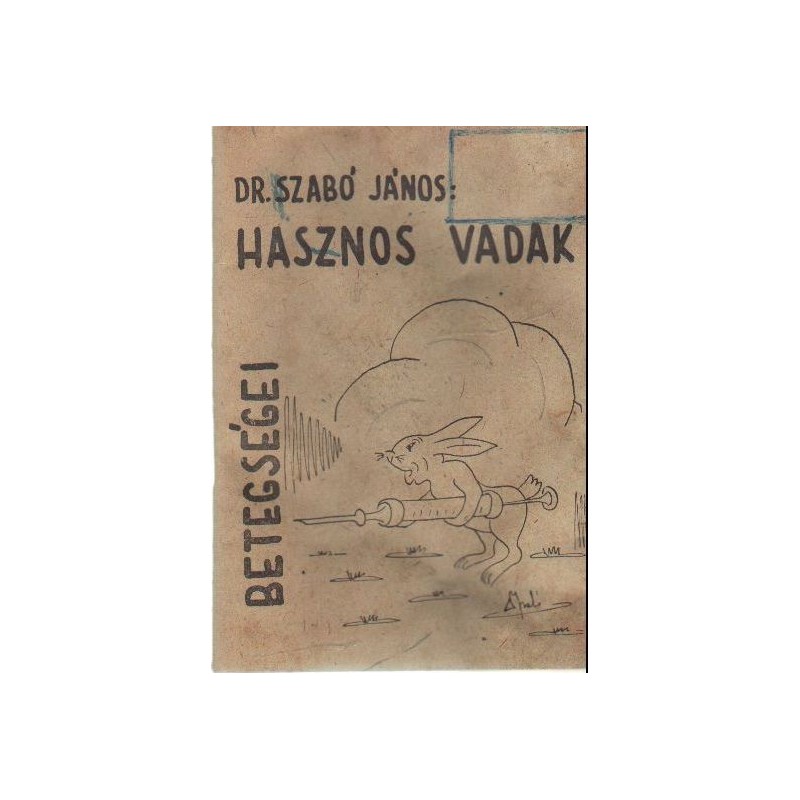 DR. SZABÓ JÁNOS:
HASZNOS VADAK
BETEGSÉGEI